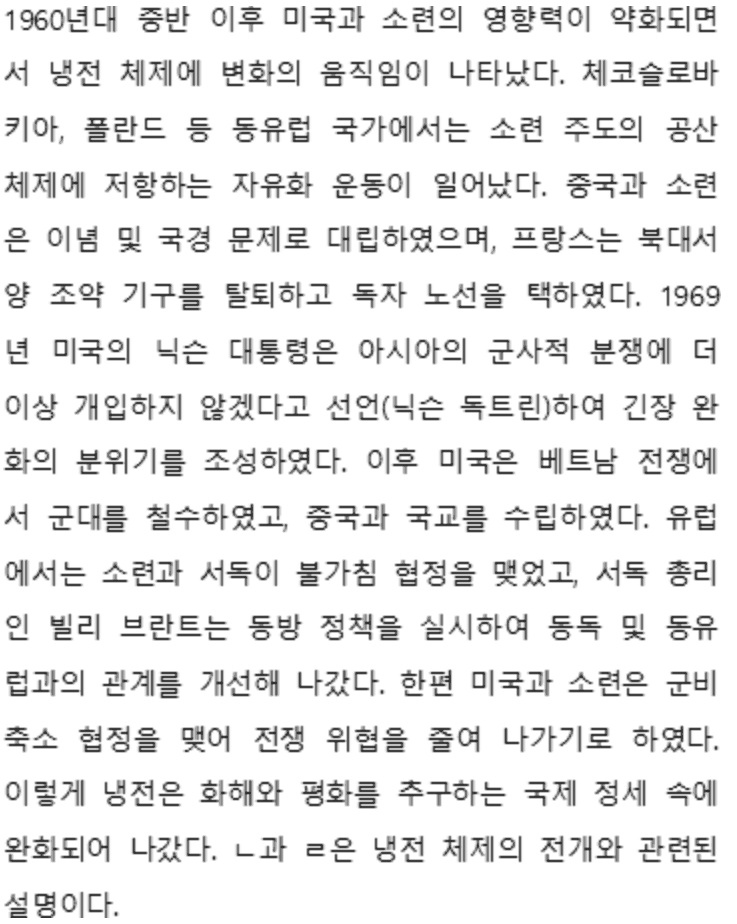 1960년대 중반 이후 미국과 소련의 영향력이 약화되면
서 냉전 체제에 변화의 움직임이 나타났다. 체코슬로바
키아, 폴란드 등 동유럽 국가에서는 소련 주도의 공산
체제에 저항하는 자유화 운동이 일어났다. 중국과 소련
은 이념 및 국경 문제로 대립하였으며, 프랑스는 북대서
양 조약 기구를 탈퇴하고 독자 노선을 택하였다. 1969
년 미국의 닉슨 대통령은 아시아의 군사적 분쟁에 더
이상 개입하지 않겠다고 선언(닉슨 독트린)하여 긴장 완
화의 분위기를 조성하였다. 이후 미국은 베트남 전쟁에
서 군대를 철수하였고, 중국과 국교를 수립하였다. 유럽
에서는 소련과 서독이 불가침 협정을 맺었고, 서독 총리
인 빌리 브란트는 동방 정책을 실시하여 동독 및 동유
럽과의 관계를 개선해 나갔다. 한편 미국과 소련은 군비
축소 협정을 맺어 전쟁 위협을 줄여 나가기로 하였다.
이렇게 냉전은 화해와 평화를 추구하는 국제 정세 속에
완화되어 나갔다. ㄴ과 ㄹ은 냉전 체제의 전개와 관련된
설명이다.